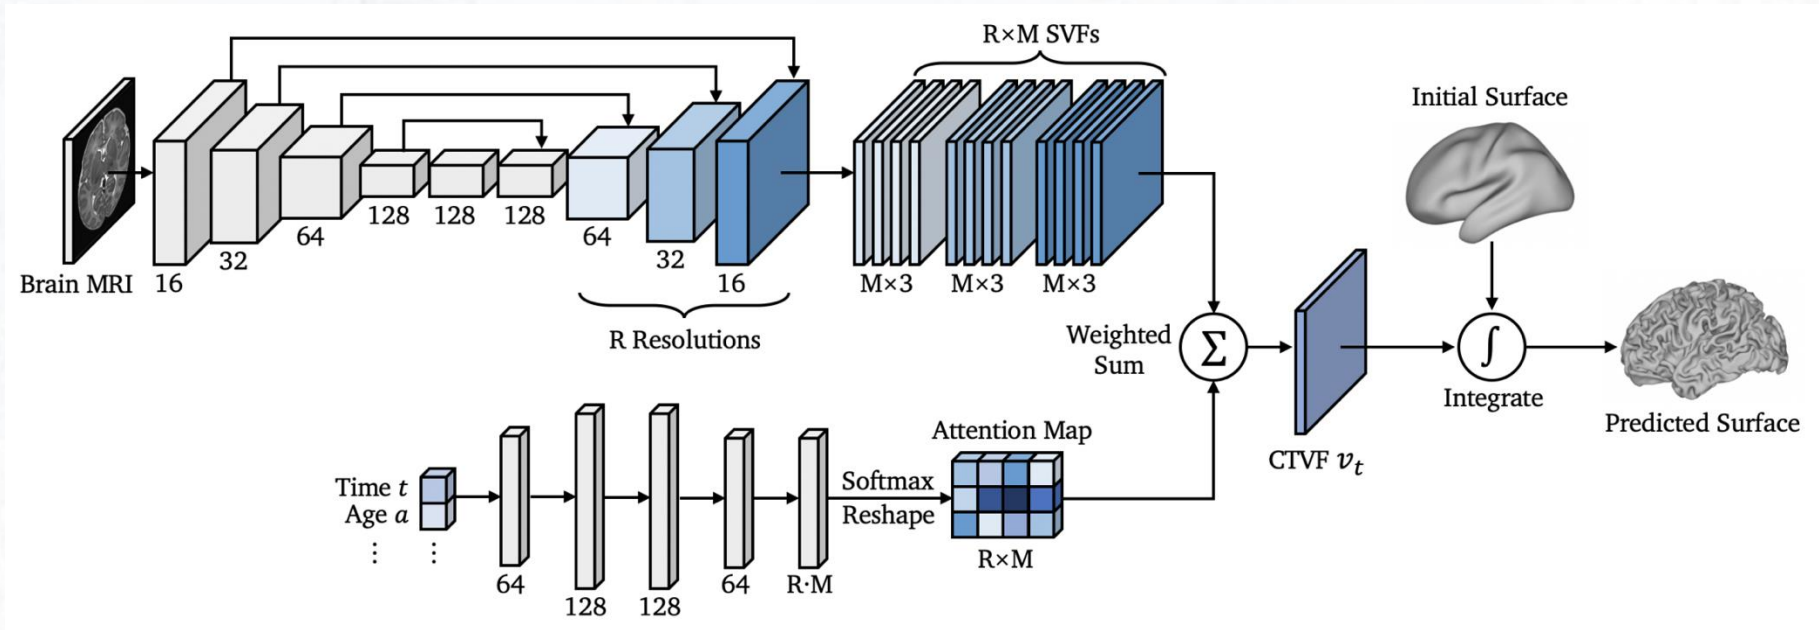 R×M SVFs
Initial Surface
Brain MRI
16
32
64
128
128
128
64
32
16
R Resolutions
M×3
M×3
M×3
Weighted
Sum
Σ
∫
Integrate
CTVF v_t
Predicted Surface
Time t
Age a
⋮
⋮
64
128
128
64
R·M
Softmax
Reshape
Attention Map
R×M